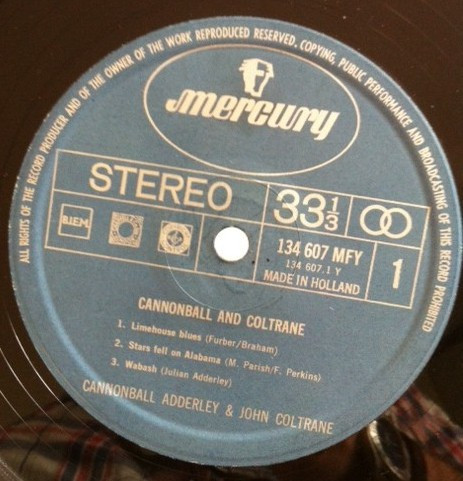 ALL RIGHTS OF THE RECORD PRODUCER AND OF THE OWNER OF THE WORK REPRODUCED RESERVED, COPYING, PUBLIC PERFORMANCE AND BROADCASTING OF THIS RECORD PROHIBITED
mercury
STEREO
33 1/3
B.I.E.M.
134 607 MFY
134 607.1 Y
MADE IN HOLLAND
1
CANNONBALL AND COLTRANE
1. Limehouse blues (Furber/Braham)
2. Stars fell on Alabama (M. Parish/F. Perkins)
3. Wabash (Julian Adderley)
CANNONBALL ADDERLEY & JOHN COLTRANE